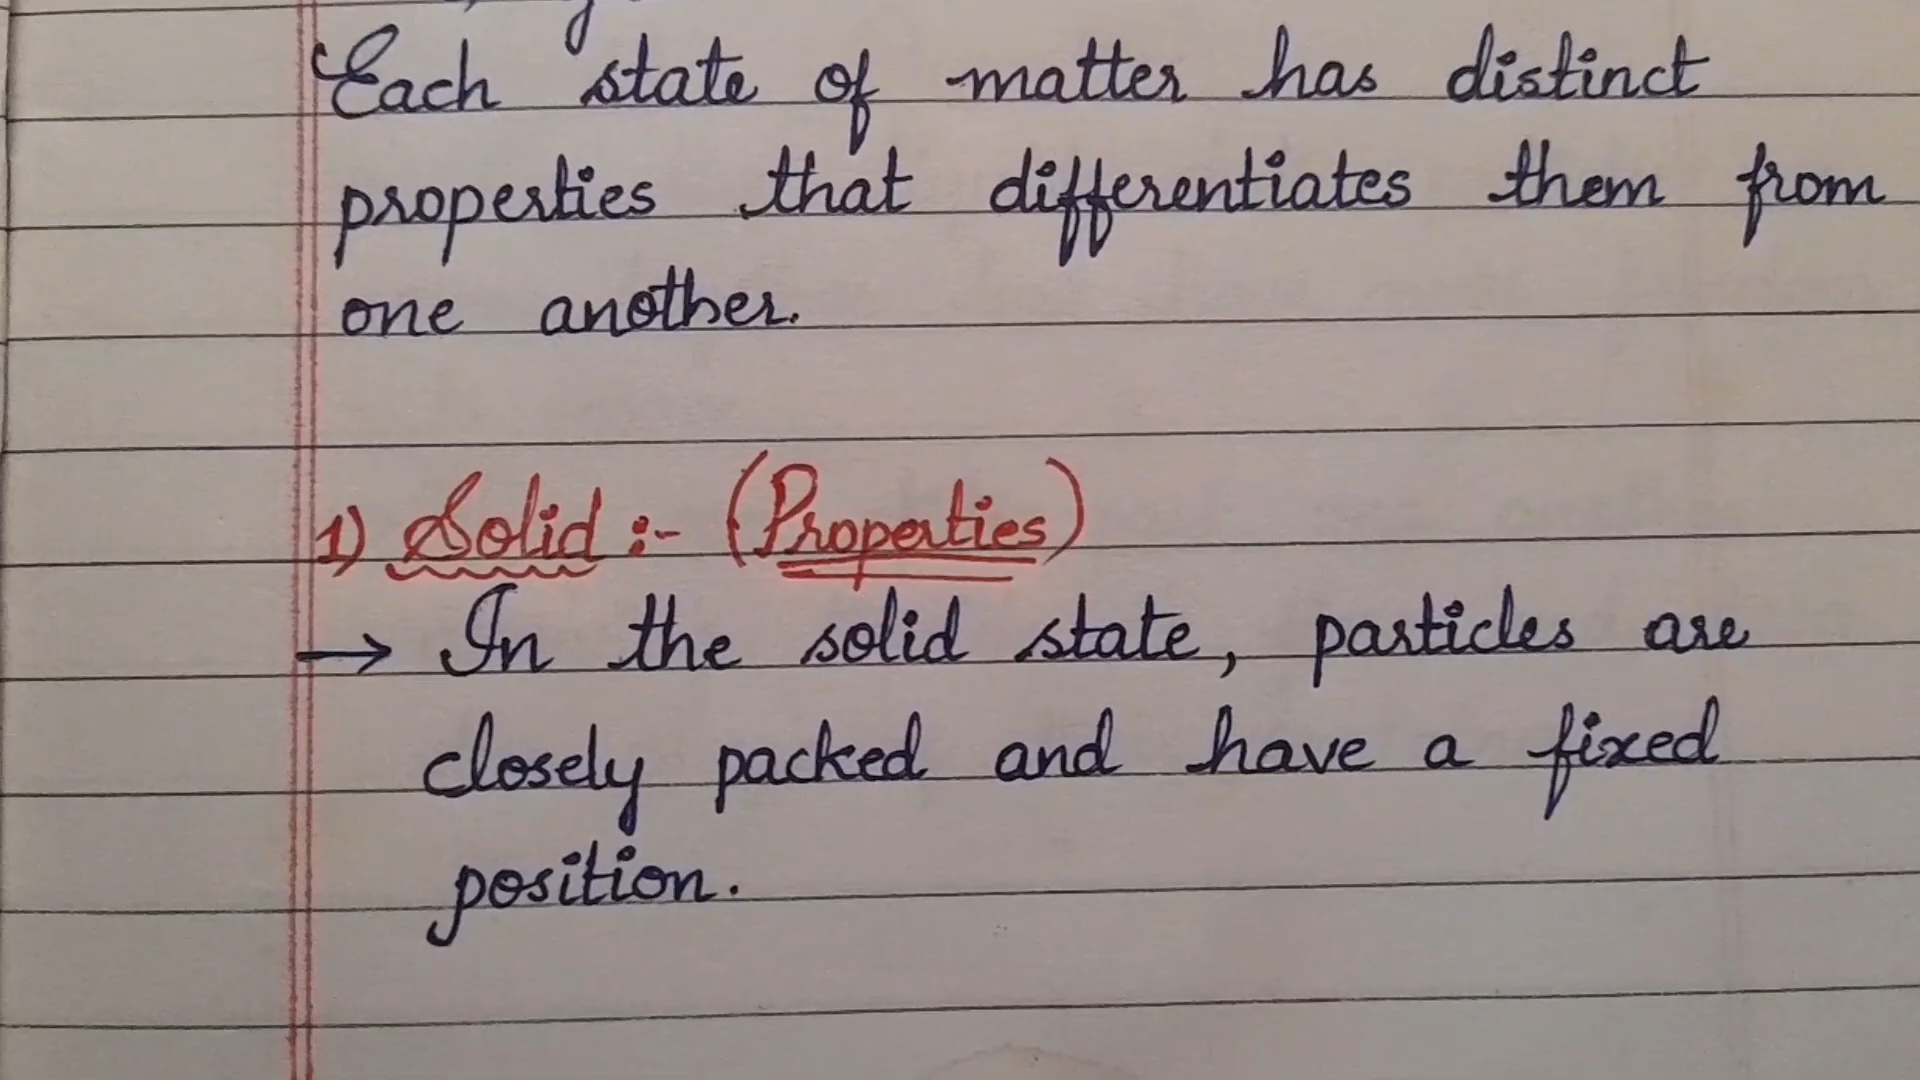 Each state of matter has distinct
properties that differentiates them from
one another.
1) Solid :- (Properties)
→ In the solid state, particles are
closely packed and have a fixed
position.